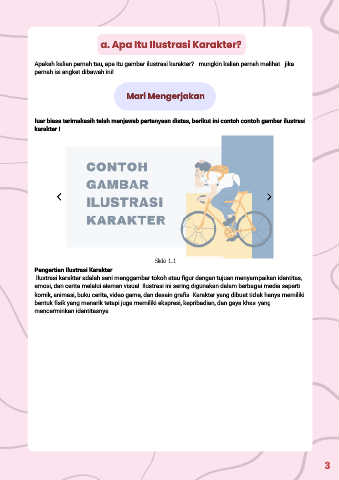 a. Apa Itu Ilustrasi Karakter?
Apakah kalian pernah tau, apa itu gambar ilustrasi karakter? mungkin kalian pernah melihat jika
pernah isi angket dibawah ini!
Mari Mengerjakan
luar biasa terimakasih telah menjawab pertanyaan diatas, berikut ini contoh contoh gambar ilustrasi
karakter !
CONTOH
GAMBAR
ILUSTRASI
KARAKTER
Slide 1.1
Pengertian Ilustrasi Karakter
Ilustrasi karakter adalah seni menggambar tokoh atau figur dengan tujuan menyampaikan identitas,
emosi, dan cerita melalui elemen visual Ilustrasi ini sering digunakan dalam berbagai media seperti
komik, animasi, buku cerita, video game, dan desain grafis Karakter yang dibuat tidak hanya memiliki
bentuk fisik yang menarik tetapi juga memiliki ekspresi, kepribadian, dan gaya khas yang
mencerminkan identitasnya
3